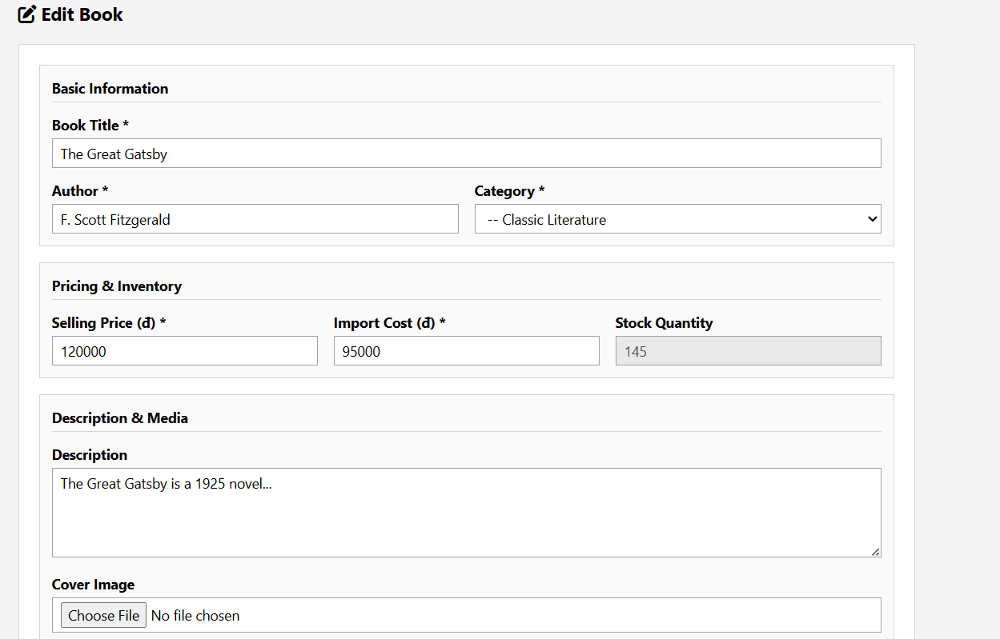 Edit Book
Basic Information
Book Title *
The Great Gatsby
Author *
Category *
F. Scott Fitzgerald
-- Classic Literature
Pricing & Inventory
Selling Price (đ) *
Import Cost (đ) *
Stock Quantity
120000
95000
145
Description & Media
Description
The Great Gatsby is a 1925 novel...
Cover Image
Choose File No file chosen